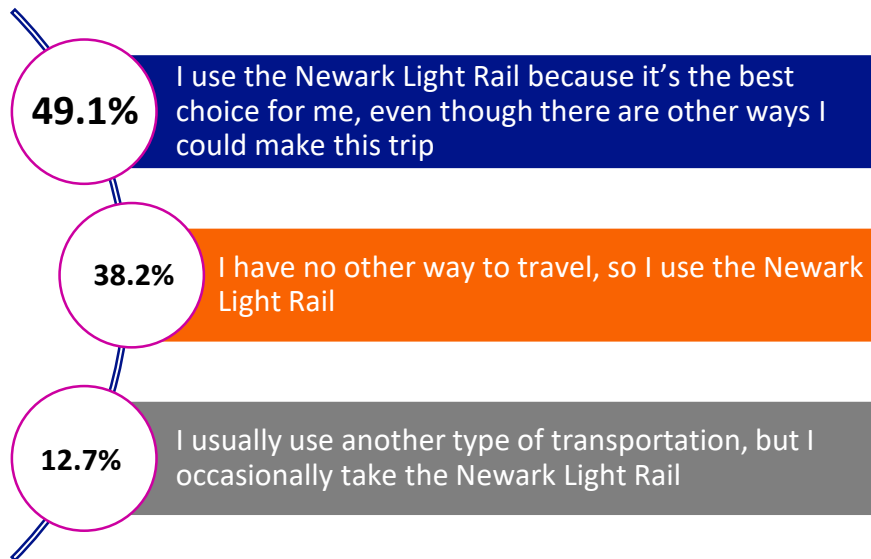 49.1%
I use the Newark Light Rail because it’s the best
choice for me, even though there are other ways I
could make this trip
38.2%
I have no other way to travel, so I use the Newark
Light Rail
12.7%
I usually use another type of transportation, but I
occasionally take the Newark Light Rail